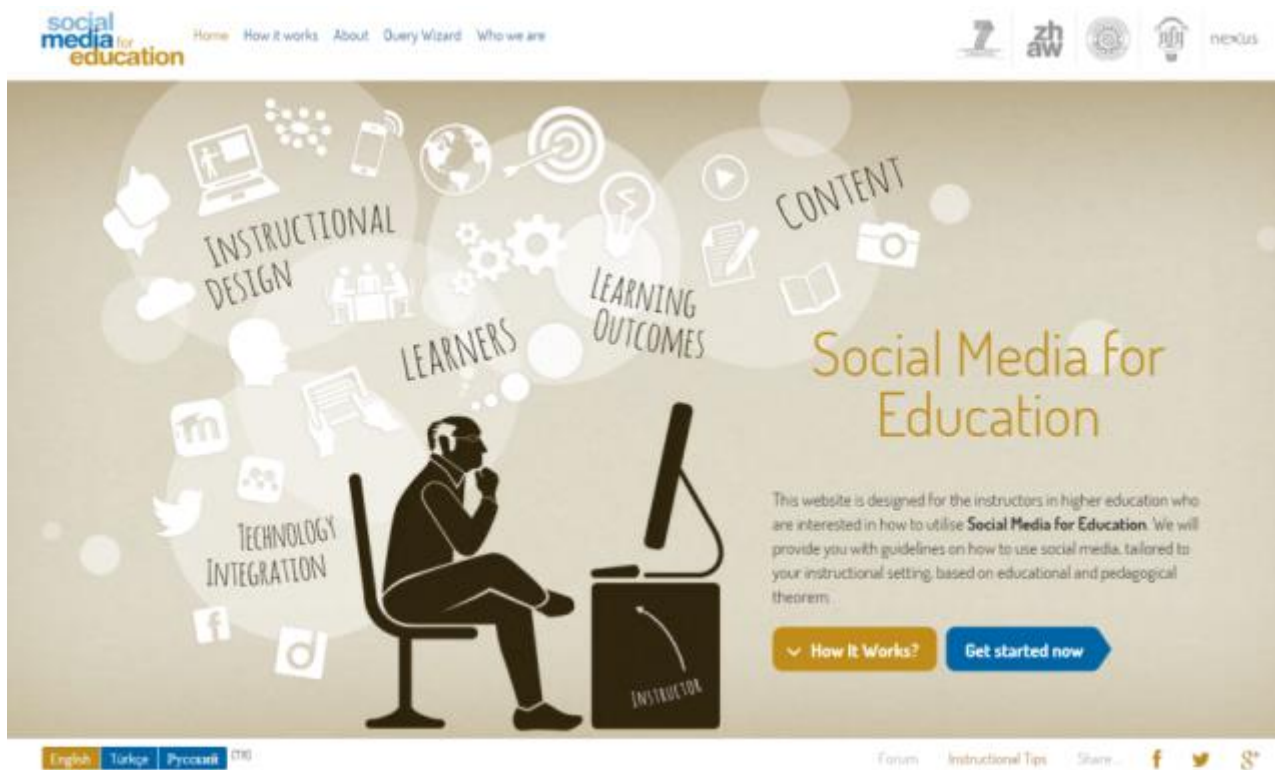 social
media for
education
Home How it works About Query Wizard Who we are
7
zh
aw
nexus
INSTRUCTIONAL
DESIGN
CONTENT
LEARNING
OUTCOMES
LEARNERS
Social Media for
Education
m
This website is designed for the instructors in higher education who
are interested in how to utilise Social Media for Education. We will
provide you with guidelines on how to use social media, tailored to
your instructional setting, based on educational and pedagogical
theorem.
TECHNOLOGY
INTEGRATION
f
d
How It Works? Get started now
INSTRUCTOR
English Türkçe Русский
Forum Instructional Tips Share... f g+